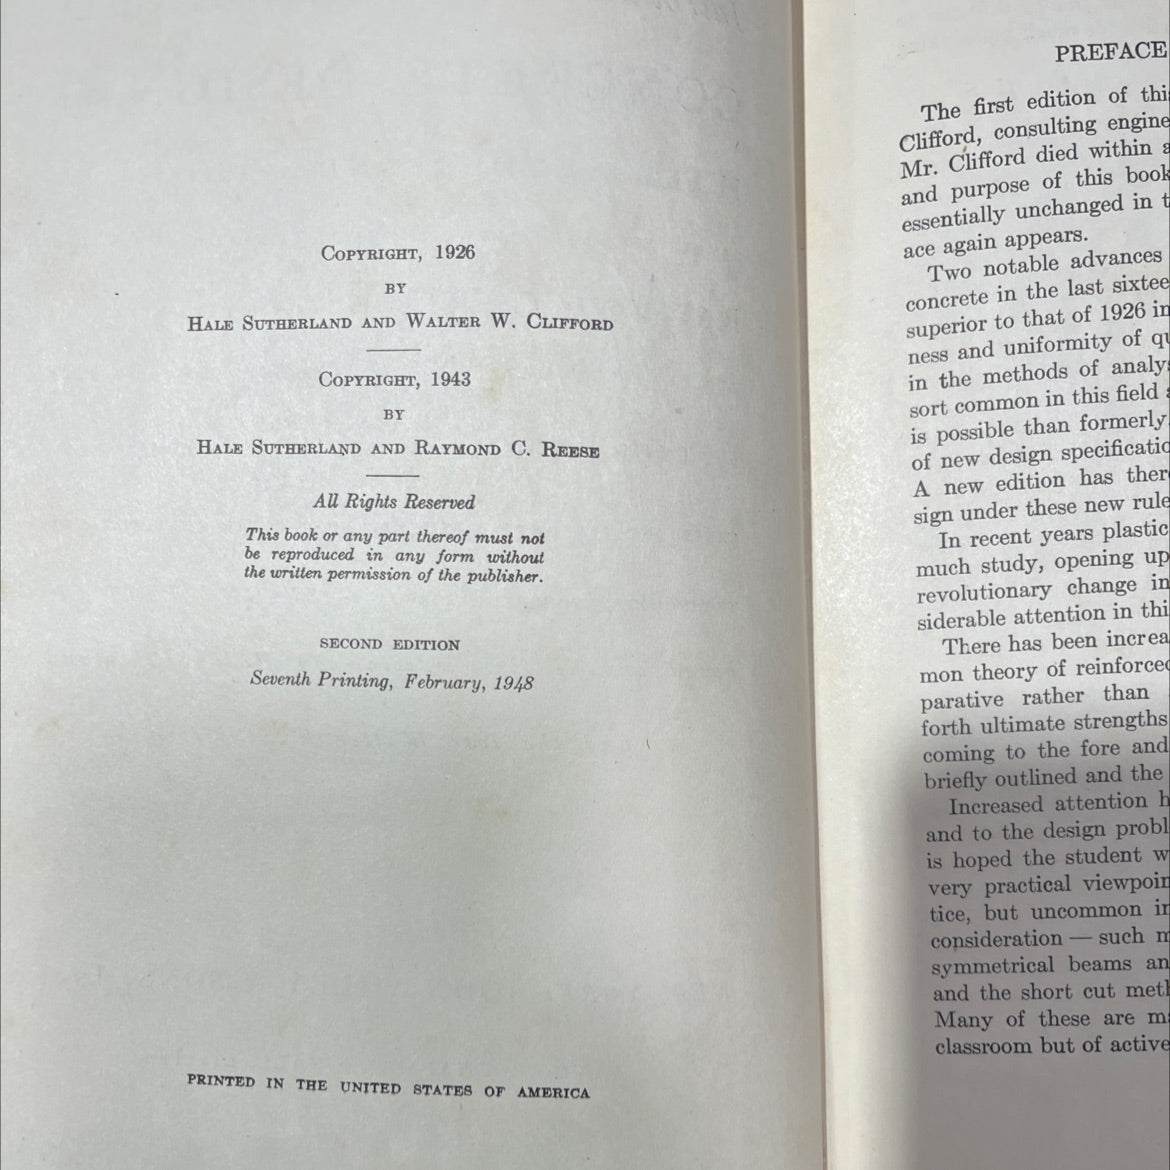 COPYRIGHT, 1926
BY
HALE SUTHERLAND AND WALTER W. CLIFFORD
COPYRIGHT, 1943
BY
HALE SUTHERLAND AND RAYMOND C. REESE
All Rights Reserved
This book or any part thereof must not
be reproduced in any form without
the written permission of the publisher.
SECOND EDITION
Seventh Printing, February, 1948
PRINTED IN THE UNITED STATES OF AMERICA
PREFACE
The first edition of
Clifford, consulting
Mr. Clifford died within
and purpose of this book
essentially unchanged in
ace again appears.
Two notable advances
concrete in the last
superior to that of 1926
ness and uniformity of
in the methods of
sort common in this field
is possible than formerly
of new design
A new edition has
sign under these new
In recent years plastic
much study, opening up
revolutionary change in
siderable attention in
There has been
mon theory of
parative rather than
forth ultimate strengths
coming to the fore and
briefly outlined and the
Increased attention
and to the design
is hoped the student
very practical
tice, but uncommon
consideration — such
symmetrical beams
and the short cut
Many of these are
classroom but of active